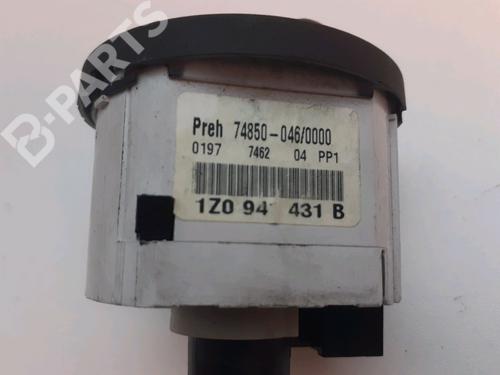 B-PARTS
Preh 74850-046/0000
0197 7462 04 PP1
1Z0 94 431 B